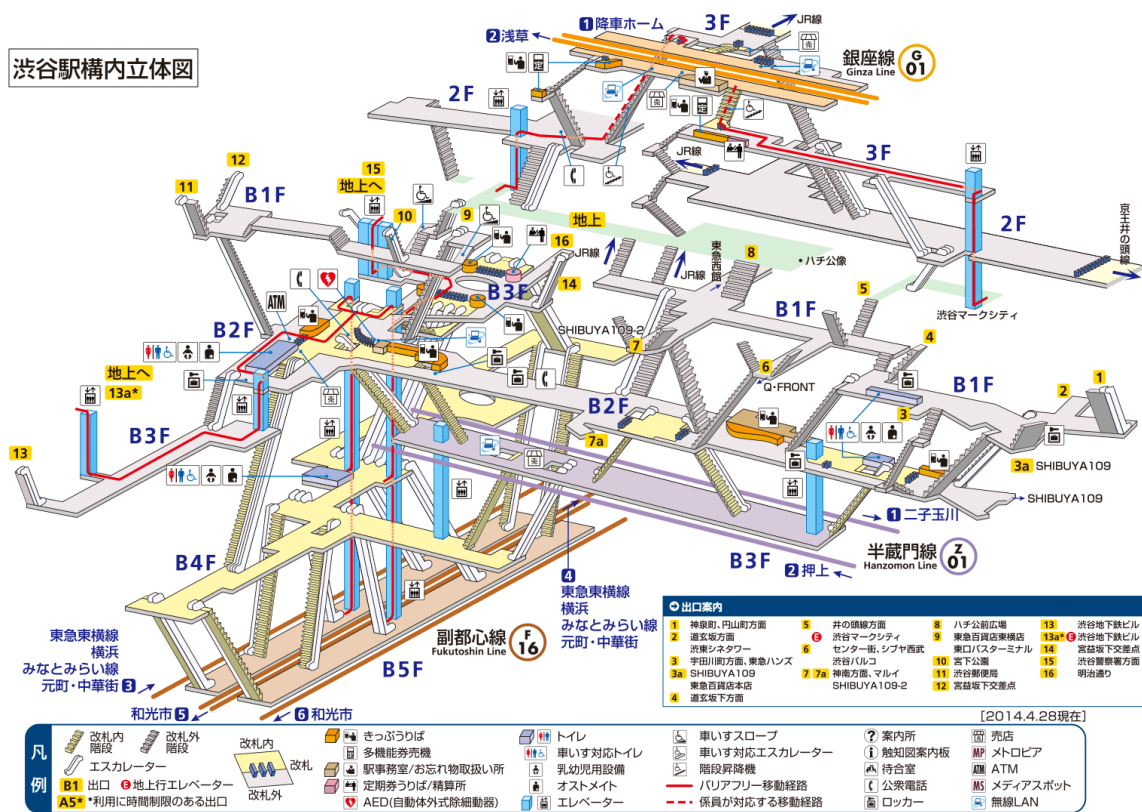 渋谷駅構内立体図
1 降車ホーム
2 浅草
3F
JR線
銀座線
Ginza Line
G
01
売
2F
売
JR線
3F
12
11
B1F
15
地上へ
10
9
16
14
地上
2F
京王井の頭線
JR線
JR線
東急西館
8
・ハチ公像
5
渋谷マークシティ
ATM
B2F
B3F
SHIBUYA109-2
7
B1F
6
Q・FRONT
4
B1F
2
1
地上へ
13a*
売
B2F
7a
3
3a
SHIBUYA109
SHIBUYA109
B3F
13
売
1 二子玉川
半蔵門線
Hanzomon Line
Z
01
B3F
2 押上
B4F
4
東急東横線
横浜
みなとみらい線
元町・中華街
副都心線
Fukutoshin Line
F
16
B5F
東急東横線
横浜
みなとみらい線
元町・中華街 3
和光市 5
6 和光市
出口案内
1 神泉町、円山町方面
2 道玄坂方面
渋東シネタワー
3 宇田川町方面、東急ハンズ
3a SHIBUYA109
東急百貨店本店
4 道玄坂下方面
5 井の頭線方面
E 渋谷マークシティ
6 センター街、シブヤ西武
渋谷パルコ
7 7a 神南方面、マルイ
SHIBUYA109-2
8 ハチ公前広場
9 東急百貨店東横店
東口バスターミナル
10 宮下公園
11 渋谷郵便局
12 宮益坂下交差点
13 渋谷地下鉄ビル
13a* E 渋谷地下鉄ビル
14 宮益坂下交差点
15 渋谷警察署方面
16 明治通り
[2014.4.28現在]
凡例
改札内階段
改札外階段
エスカレーター
B1 出口
E 地上行エレベーター
A5* *利用に時間制限のある出口
改札内
改札
改札外
きっぷうりば
多機能券売機
駅事務室/お忘れ物取扱い所
定期券うりば/精算所
AED(自動体外式除細動器)
トイレ
車いす対応トイレ
乳幼児用設備
オストメイト
エレベーター
車いすスロープ
車いす対応エスカレーター
階段昇降機
バリアフリー移動経路
係員が対応する移動経路
? 案内所
i 触知図案内板
待合室
公衆電話
ロッカー
売 売店
MP メトロピア
ATM ATM
MS メディアスポット
無線LAN